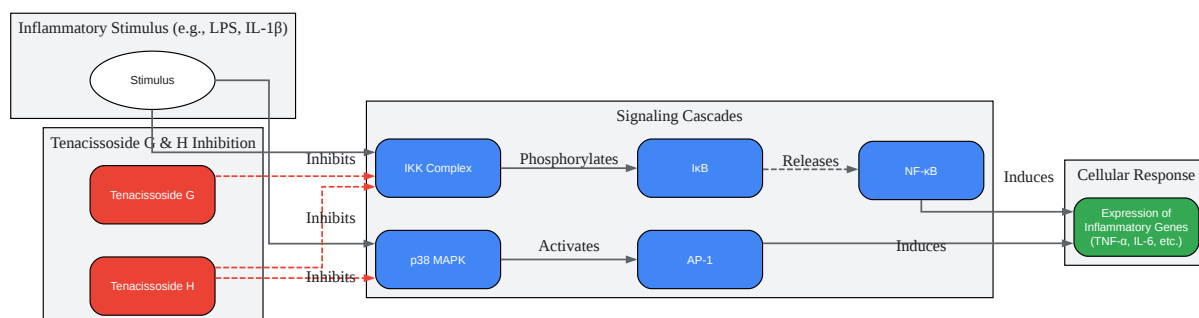 Inflammatory Stimulus (e.g., LPS, IL-1β)
Stimulus
Tenacissoside G & H Inhibition
Tenacissoside G
Tenacissoside H
Inhibits
Inhibits
Inhibits
Signaling Cascades
IKK Complex
Phosphorylates
IκB
Releases
NF-κB
p38 MAPK
Activates
AP-1
Induces
Induces
Cellular Response
Expression of
Inflammatory Genes
(TNF-α, IL-6, etc.)